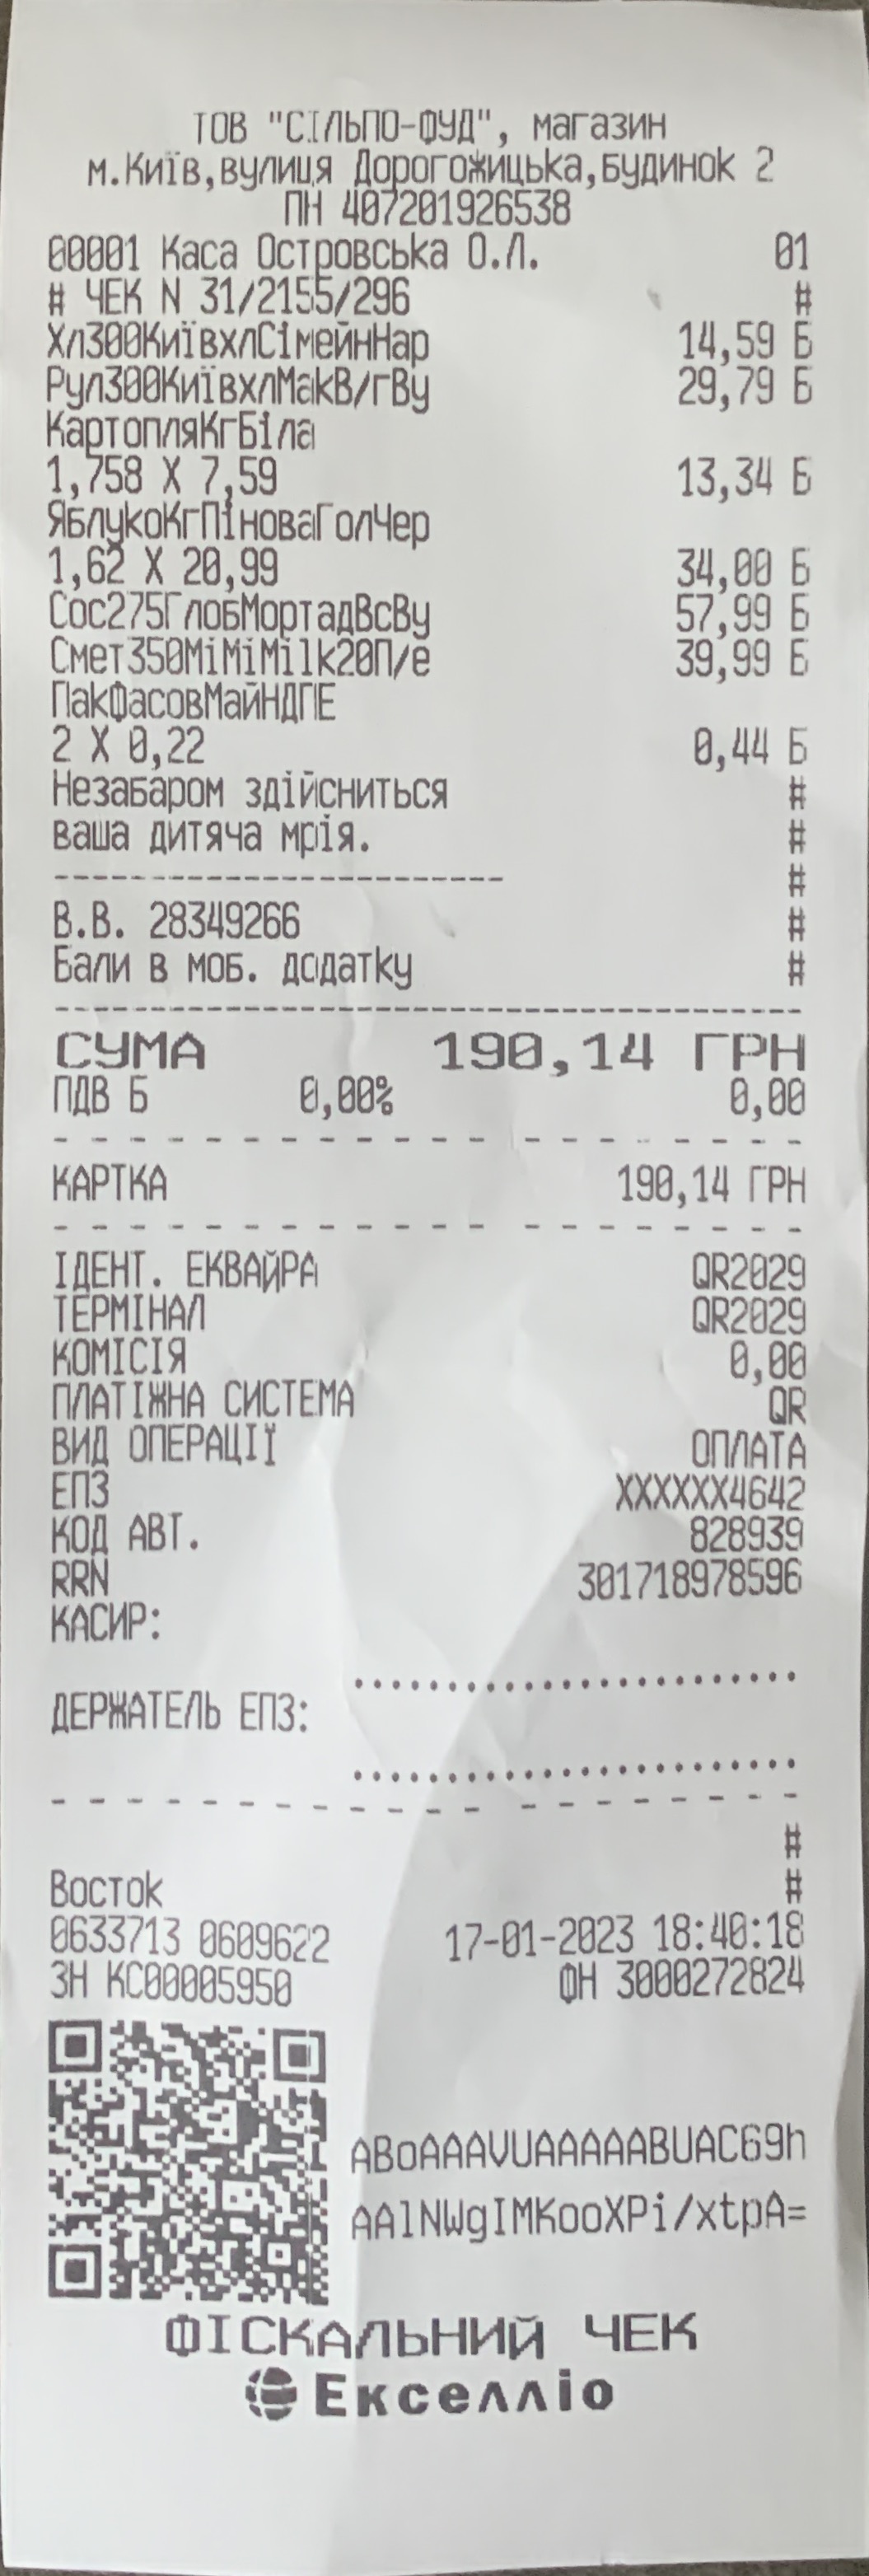 ТОВ "СІЛЬПО-ФУД", магазин
м.Київ,вулиця Дорогожицька,будинок 2
ПН 407201926538
00001 Каса Островська О.Л. 01
# ЧЕК N 31/2155/296 #
Хл300КиївхлСімейнНар 14,59 Б
Рул300КиївхлМакВ/гВу 29,79 Б
КартопляКгБіла
1,758 X 7,59 13,34 Б
ЯблукоКгПіноваГолЧер
1,62 X 20,99 34,00 Б
Сос275ГлобМортадВсВу 57,99 Б
Смет350MiMiMilk20П/е 39,99 Б
ПакФасовМайНДПЕ
2 X 0,22 0,44 Б
Незабаром здійсниться #
ваша дитяча мрія. #
------------------------ #
В.В. 28349266 #
Бали в моб. додатку #
СУМА 190,14 ГРН
ПДВ Б 0,00% 0,00
КАРТКА 190,14 ГРН
ІДЕНТ. ЕКВАЙРА QR2029
ТЕРМІНАЛ QR2029
КОМІСІЯ 0,00
ПЛАТІЖНА СИСТЕМА QR
ВИД ОПЕРАЦІЇ ОПЛАТА
ЕПЗ XXXXXX4642
КОД АВТ. 828939
RRN 301718978596
КАСИР:
ДЕРЖАТЕЛЬ ЕПЗ:
#
Восток #
0633713 0609622 17-01-2023 18:40:18
ЗН КС00005950 ФН 3000272824
ABoAAAVUAAAAABUAC69h
AAlNWgIMKooXPi/xtpA=
ФІСКАЛЬНИЙ ЧЕК
Екселліо